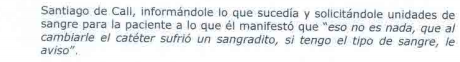 Santiago de Cali, informándole lo que sucedía y solicitándole unidades de
sangre para la paciente a lo que él manifestó que "eso no es nada, que al
cambiarle el catéter sufrió un sangradito, si tengo el tipo de sangre, le
aviso".